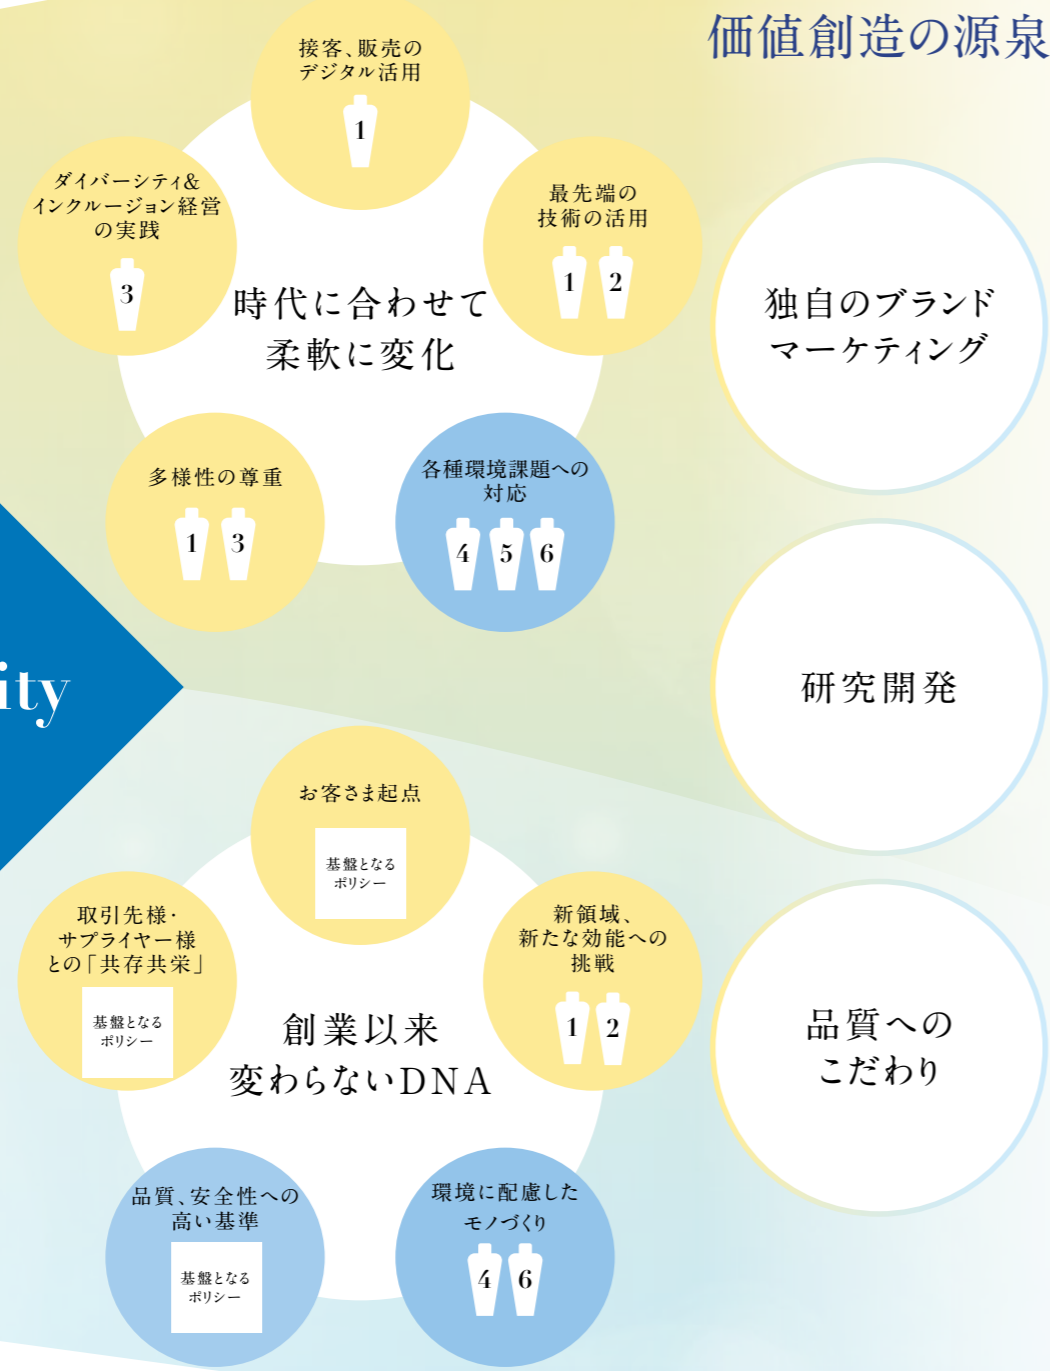 価値創造の源泉
接客、販売の
デジタル活用
1
ダイバーシティ&
インクルージョン経営
の実践
3
最先端の
技術の活用
1 2
時代に合わせて
柔軟に変化
多様性の尊重
1 3
各種環境課題への
対応
4 5 6
独自のブランド
マーケティング
研究開発
品質への
こだわり
ity
お客さま起点
基盤となる
ポリシー
取引先様・
サプライヤー様
との「共存共栄」
基盤となる
ポリシー
新領域、
新たな効能への
挑戦
1 2
創業以来
変わらないDNA
品質、安全性への
高い基準
基盤となる
ポリシー
環境に配慮した
モノづくり
4 6